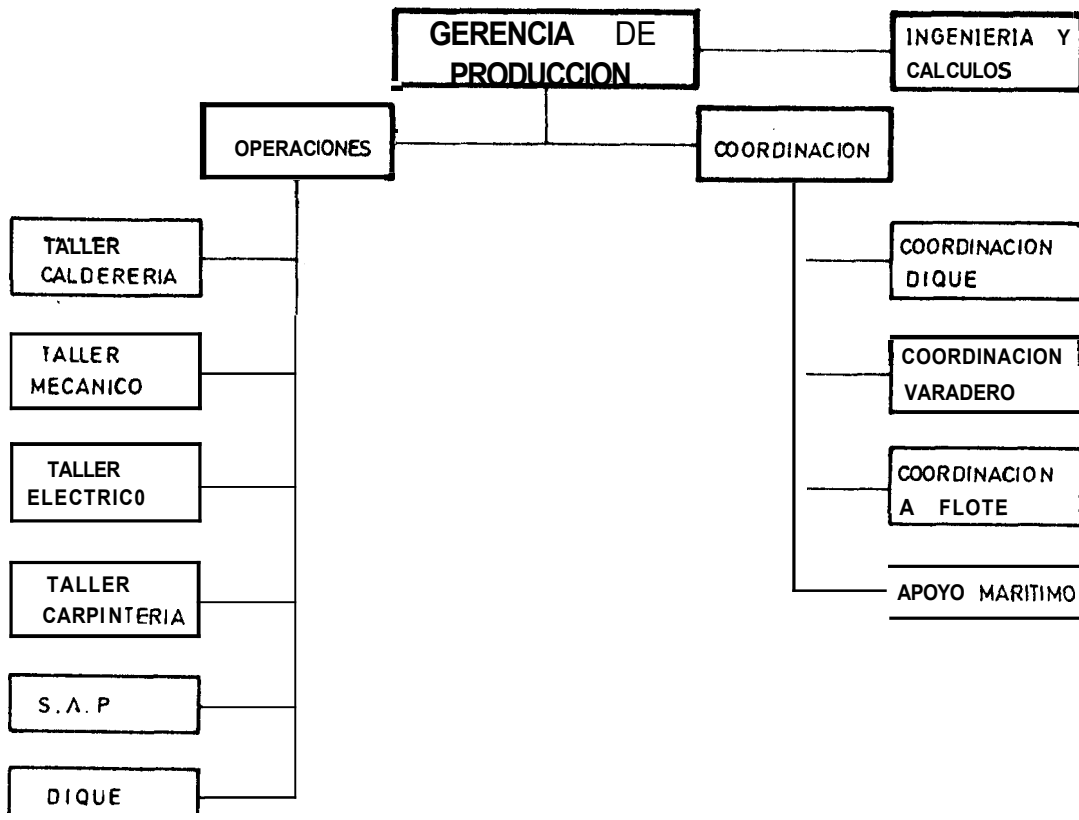 GERENCIA DE
PRODUCCION
INGENIERIA Y
CALCULOS
OPERACIONES
COORDINACION
TALLER
CALDERERIA
TALLER
MECANICO
TALLER
ELECTRICO
TALLER
CARPINTERIA
S.A.P
DIQUE
COORDINACION
DIQUE
COORDINACION
VARADERO
COORDINACION
A FLOTE
APOYO MARITIMO